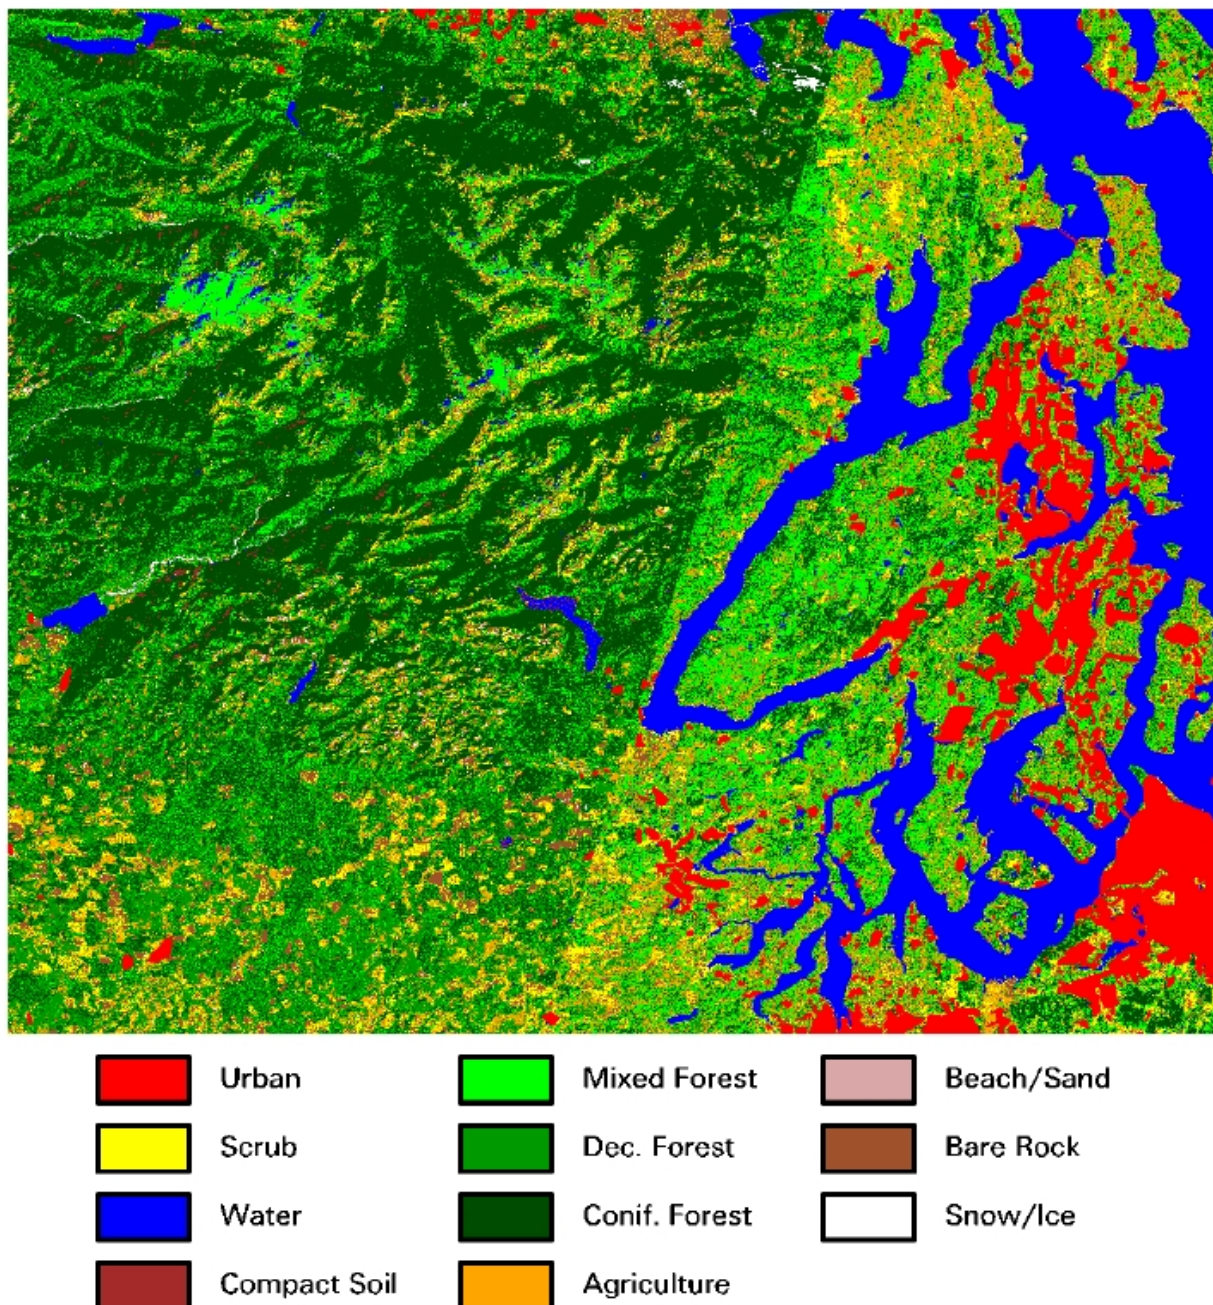 Urban
Mixed Forest
Beach/Sand
Scrub
Dec. Forest
Bare Rock
Water
Conif. Forest
Snow/Ice
Compact Soil
Agriculture